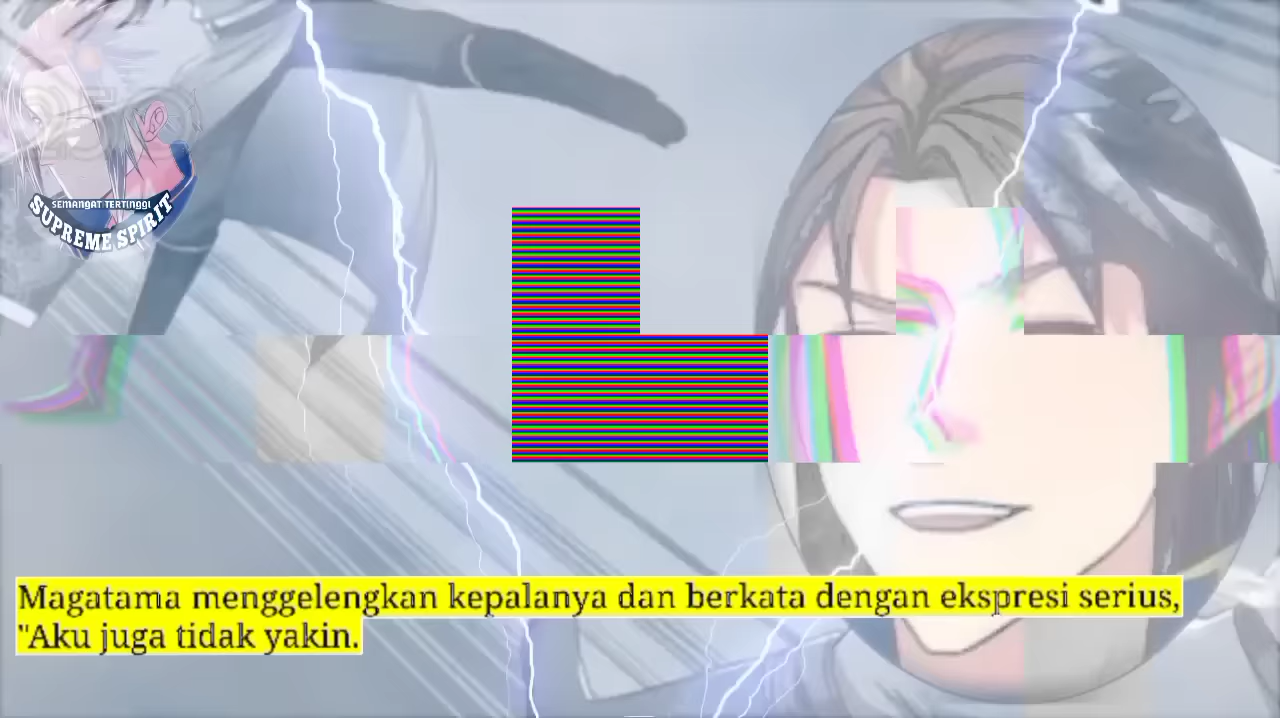 SEMANGAT TERTINGGI
SUPREME SPIRIT
Magatama menggelengkan kepalanya dan berkata dengan ekspresi serius,
"Aku juga tidak yakin.